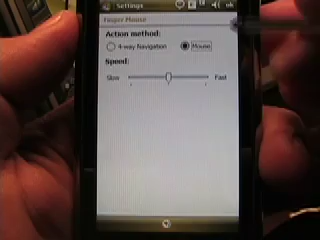 Settings
ok
Finger Mouse
Action method:
4-way Navigation Mouse
Speed:
Slow Fast